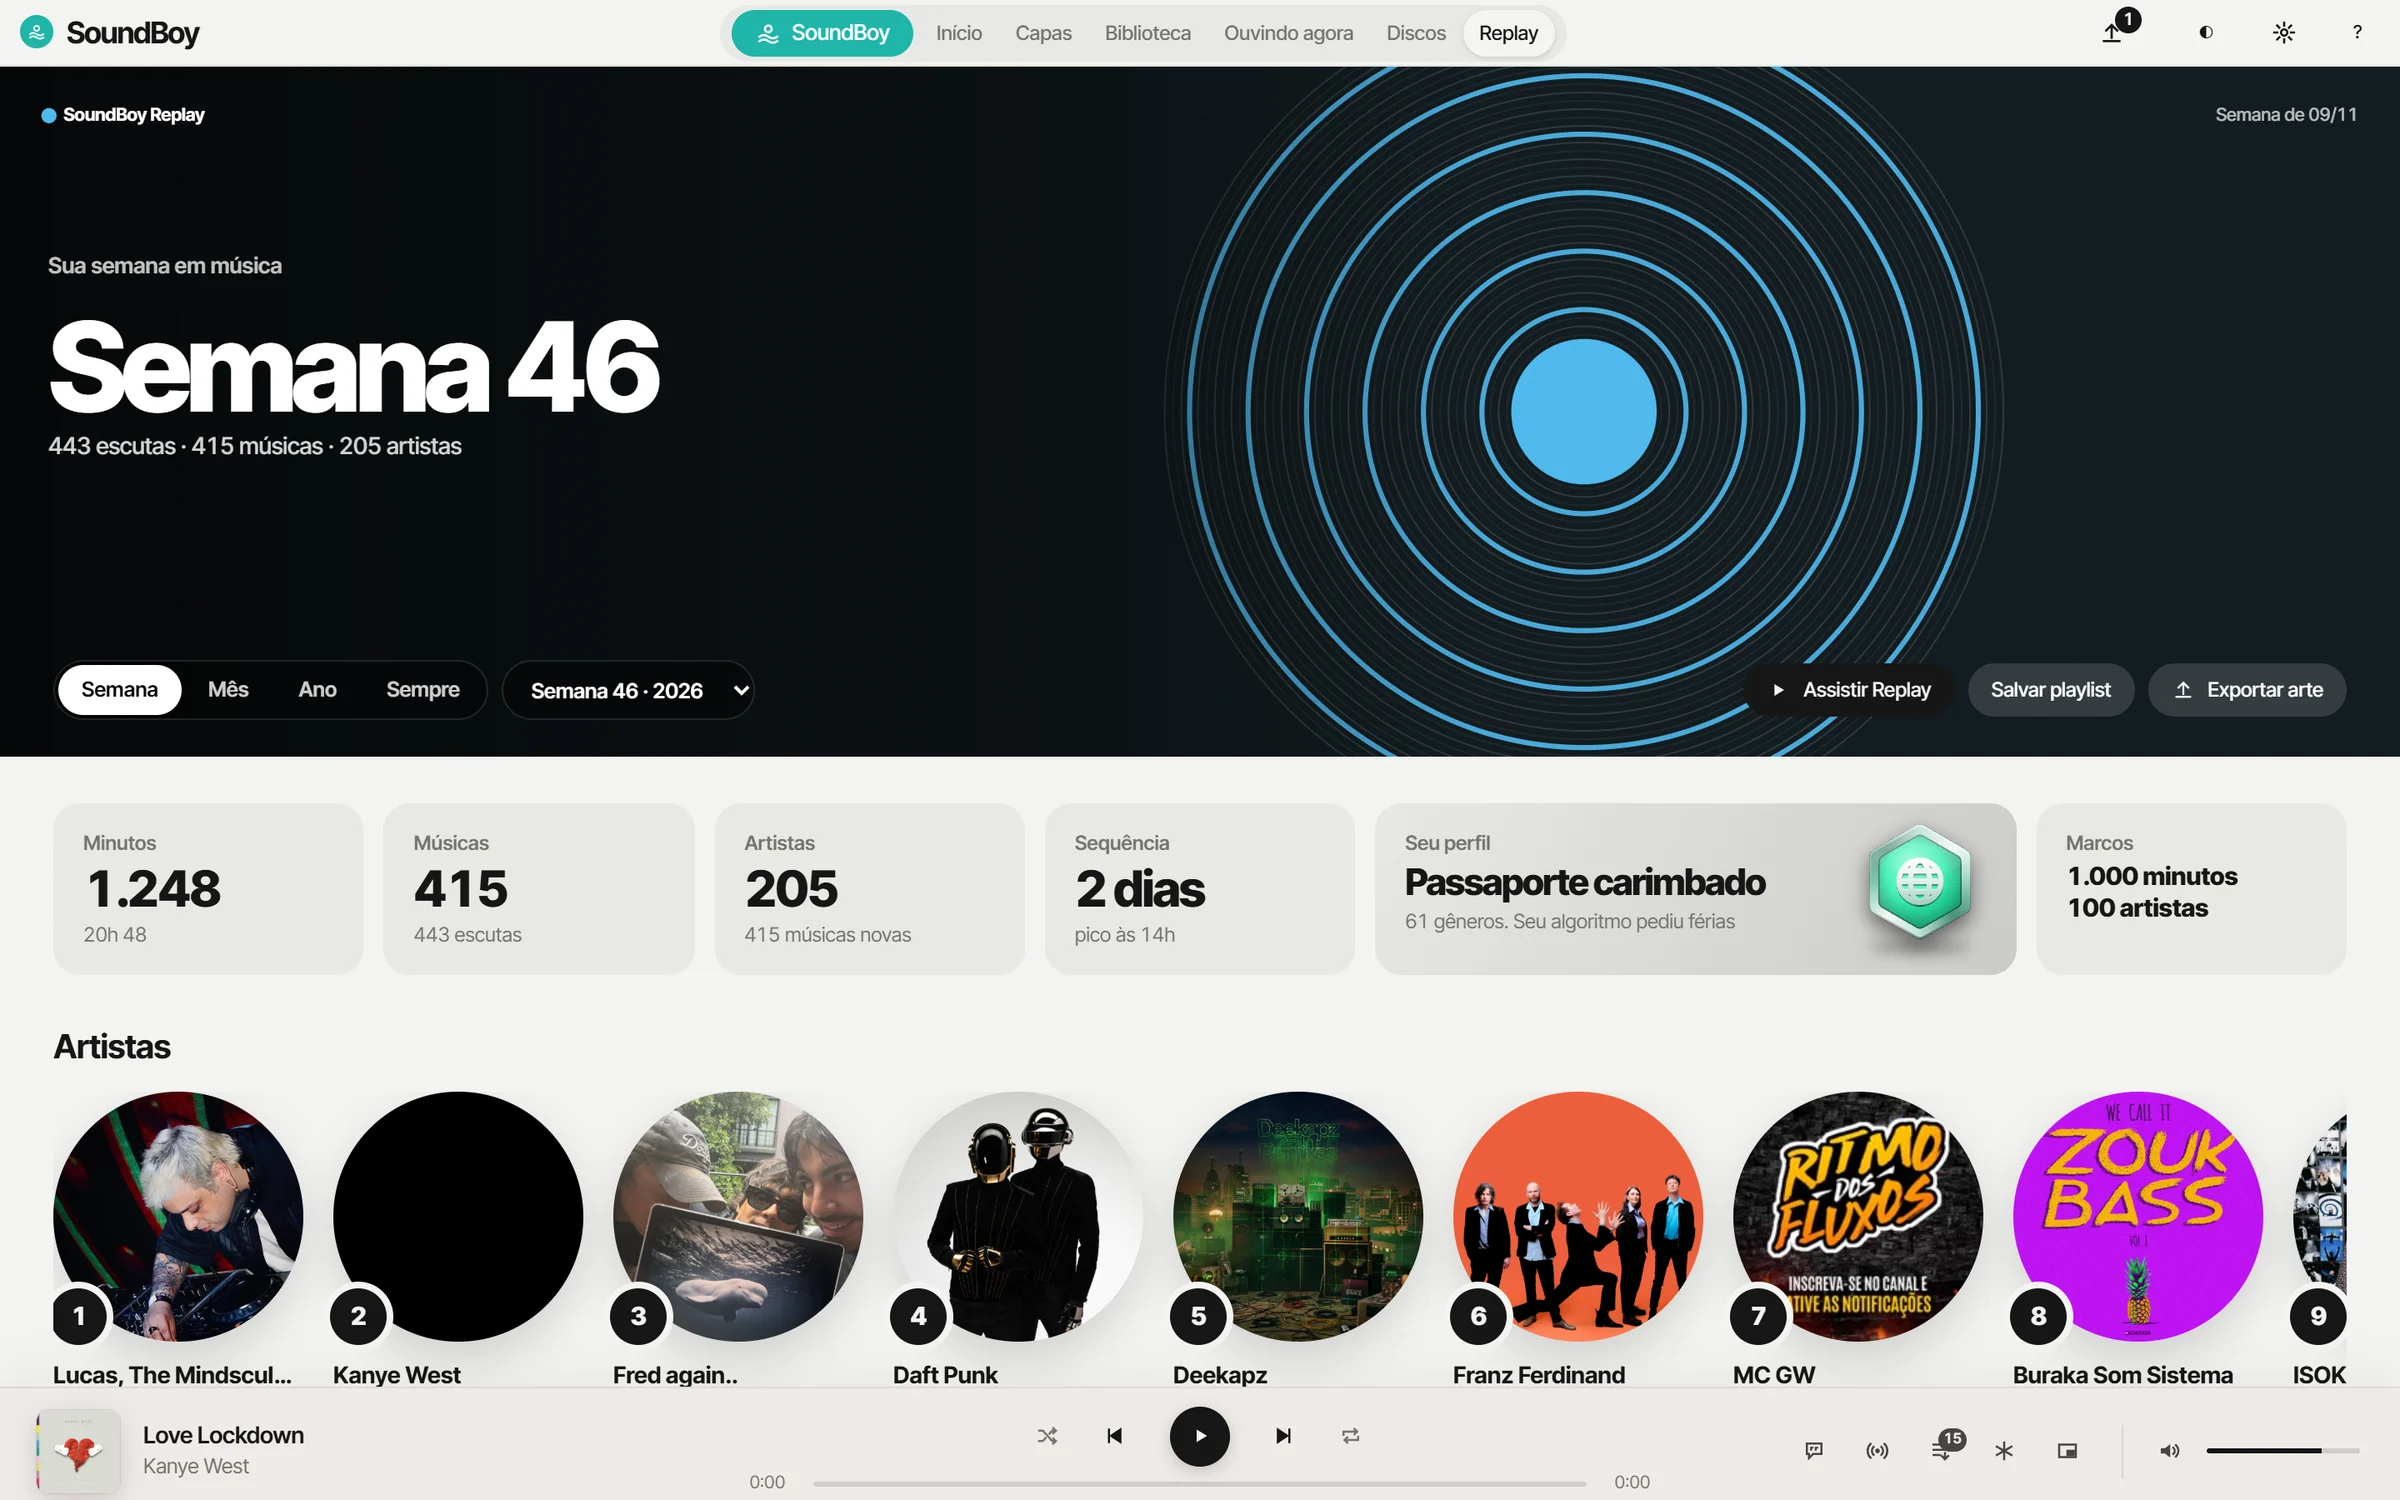 SoundBoy
SoundBoy
Início
Capas
Biblioteca
Ouvindo agora
Discos
Replay
1
?
SoundBoy Replay
Semana de 09/11
Sua semana em música
Semana 46
443 escutas · 415 músicas · 205 artistas
Semana
Mês
Ano
Sempre
Semana 46 · 2026
Assistir Replay
Salvar playlist
Exportar arte
Minutos
1.248
20h 48
Músicas
415
443 escutas
Artistas
205
415 músicas novas
Sequência
2 dias
pico às 14h
Seu perfil
Passaporte carimbado
61 gêneros. Seu algoritmo pediu férias
Marcos
1.000 minutos
100 artistas
Artistas
Deekapz
RITMO
DOS
FLUXOS
INSCREVA-SE NO CANAL E
TIVE AS NOTIFICAÇÕES
WE CALL IT
ZOUK
BASS
VOL 1
1
2
3
4
5
6
7
8
9
Lucas, The Mindscul...
Kanye West
Fred again..
Daft Punk
Deekapz
Franz Ferdinand
MC GW
Buraka Som Sistema
ISOK
Love Lockdown
Kanye West
0:00
0:00
15